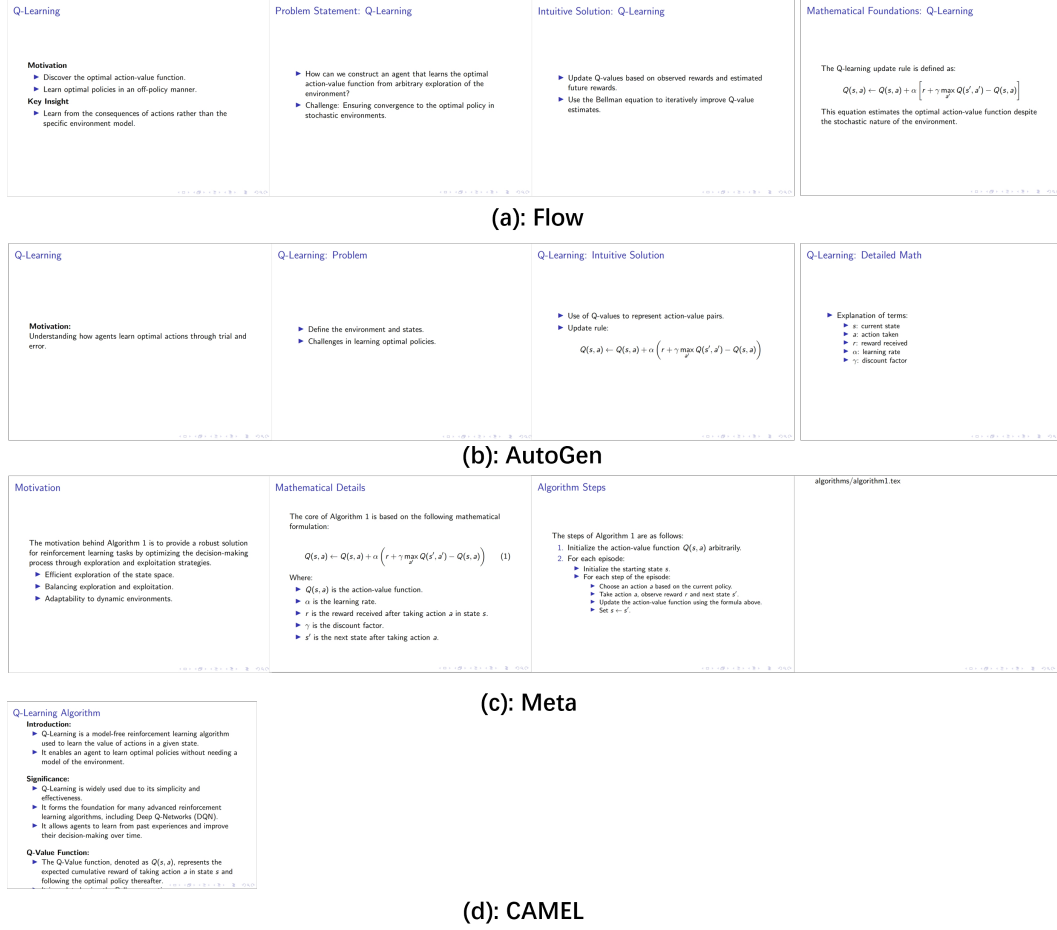 Q-Learning
Motivation
▶ Discover the optimal action-value function.
▶ Learn optimal policies in an off-policy manner.
Key Insight
▶ Learn from the consequences of actions rather than the
specific environment model.
Problem Statement: Q-Learning
▶ How can we construct an agent that learns the optimal
action-value function from arbitrary exploration of the
environment?
▶ Challenge: Ensuring convergence to the optimal policy in
stochastic environments.
Intuitive Solution: Q-Learning
▶ Update Q-values based on observed rewards and estimated
future rewards.
▶ Use the Bellman equation to iteratively improve Q-value
estimates.
Mathematical Foundations: Q-Learning
The Q-learning update rule is defined as:
Q(s, a) ← Q(s, a) + α [r + γ max_{a'} Q(s', a') − Q(s, a)]
This equation estimates the optimal action-value function despite
the stochastic nature of the environment.
(a): Flow
Q-Learning
Motivation:
Understanding how agents learn optimal actions through trial and
error.
Q-Learning: Problem
▶ Define the environment and states.
▶ Challenges in learning optimal policies.
Q-Learning: Intuitive Solution
▶ Use of Q-values to represent action-value pairs.
▶ Update rule:
Q(s, a) ← Q(s, a) + α (r + γ max_{a'} Q(s', a') − Q(s, a))
Q-Learning: Detailed Math
▶ Explanation of terms:
▶ s: current state
▶ a: action taken
▶ r: reward received
▶ α: learning rate
▶ γ: discount factor
(b): AutoGen
Motivation
The motivation behind Algorithm 1 is to provide a robust solution
for reinforcement learning tasks by optimizing the decision-making
process through exploration and exploitation strategies.
▶ Efficient exploration of the state space.
▶ Balancing exploration and exploitation.
▶ Adaptability to dynamic environments.
Mathematical Details
The core of Algorithm 1 is based on the following mathematical
formulation:
Q(s, a) ← Q(s, a) + α (r + γ max_{a'} Q(s', a') − Q(s, a)) (1)
Where:
▶ Q(s, a) is the action-value function.
▶ α is the learning rate.
▶ r is the reward received after taking action a in state s.
▶ γ is the discount factor.
▶ s' is the next state after taking action a.
Algorithm Steps
The steps of Algorithm 1 are as follows:
1. Initialize the action-value function Q(s, a) arbitrarily.
2. For each episode:
▶ Initialize the starting state s.
▶ For each step of the episode:
▶ Choose an action a based on the current policy.
▶ Take action a, observe reward r and next state s'.
▶ Update the action-value function using the formula above.
▶ Set s ← s'.
algorithms/algorithm1.tex
(c): Meta
Q-Learning Algorithm
Introduction:
▶ Q-Learning is a model-free reinforcement learning algorithm
used to learn the value of actions in a given state.
▶ It enables an agent to learn optimal policies without needing a
model of the environment.
Significance:
▶ Q-Learning is widely used due to its simplicity and
effectiveness.
▶ It forms the foundation for many advanced reinforcement
learning algorithms, including Deep Q-Networks (DQN).
▶ It allows agents to learn from past experiences and improve
their decision-making over time.
Q-Value Function:
▶ The Q-Value function, denoted as Q(s, a), represents the
expected cumulative reward of taking action a in state s and
following the optimal policy thereafter.
(d): CAMEL